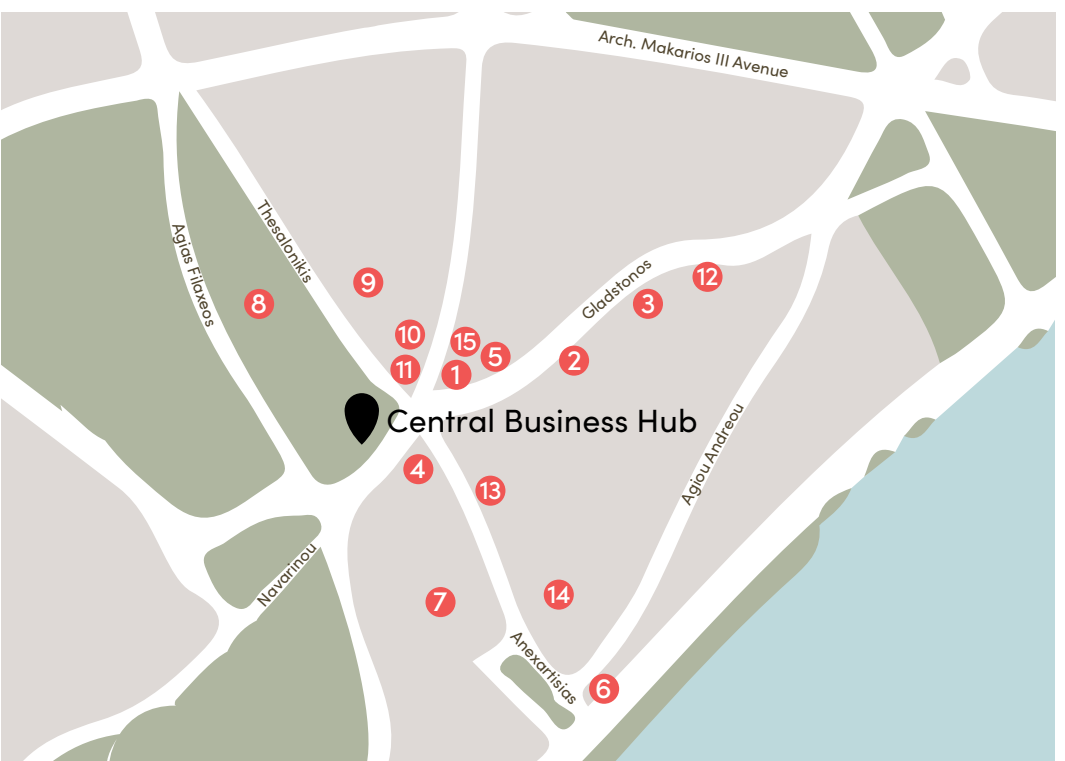 Arch. Makarios III Avenue
Thesalonikis
Agias Filaxeos
Gladstonos
12
9
8
3
10
15
5
2
11
1
Central Business Hub
Agiou Andreou
4
13
Navarinou
7
14
Anexartisias
6